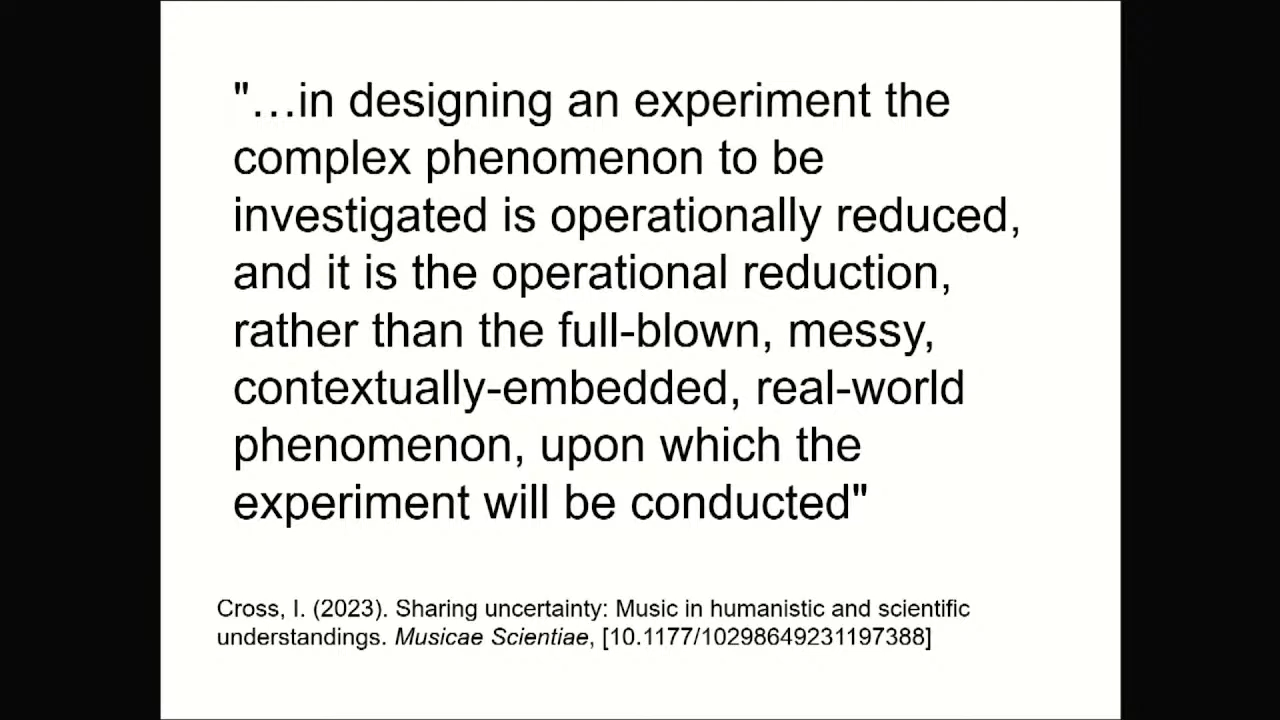 "…in designing an experiment the
complex phenomenon to be
investigated is operationally reduced,
and it is the operational reduction,
rather than the full-blown, messy,
contextually-embedded, real-world
phenomenon, upon which the
experiment will be conducted"
Cross, I. (2023). Sharing uncertainty: Music in humanistic and scientific
understandings. Musicae Scientiae, [10.1177/10298649231197388]